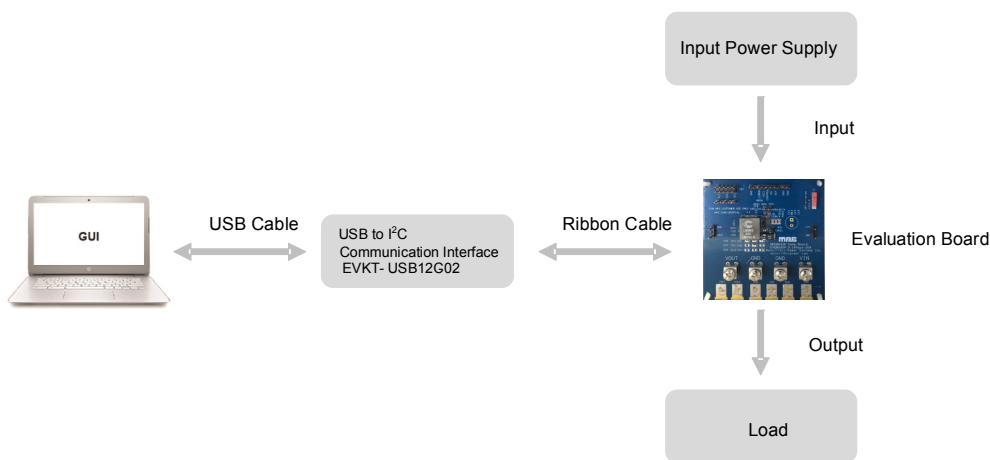 Input Power Supply
Input
GUI
USB Cable
USB to I²C
Communication Interface
EVKT- USB12G02
Ribbon Cable
VOUT GND GND VIN
Evaluation Board
Output
Load